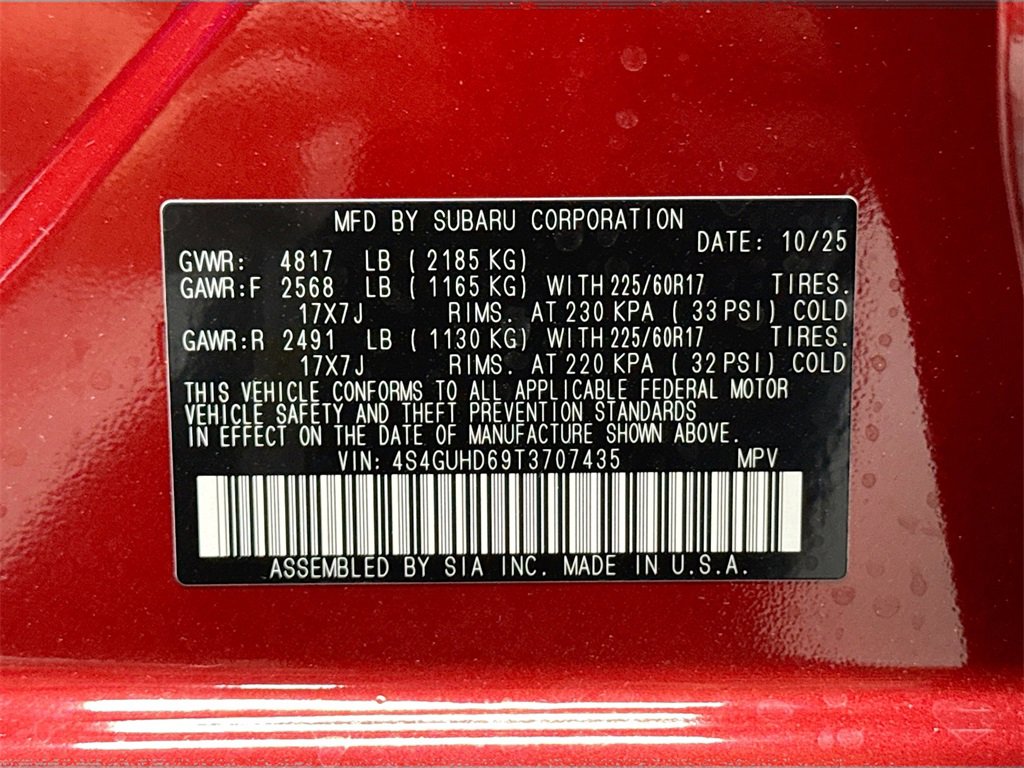 MFD BY SUBARU CORPORATION
DATE: 10/25
GVWR: 4817 LB ( 2185 KG)
GAWR:F 2568 LB ( 1165 KG) WITH 225/60R17 TIRES.
17X7J RIMS. AT 230 KPA ( 33 PSI) COLD
GAWR:R 2491 LB ( 1130 KG) WITH 225/60R17 TIRES.
17X7J RIMS. AT 220 KPA ( 32 PSI) COLD
THIS VEHICLE CONFORMS TO ALL APPLICABLE FEDERAL MOTOR
VEHICLE SAFETY AND THEFT PREVENTION STANDARDS
IN EFFECT ON THE DATE OF MANUFACTURE SHOWN ABOVE.
VIN: 4S4GUHD69T3707435 MPV
ASSEMBLED BY SIA INC. MADE IN U.S.A.